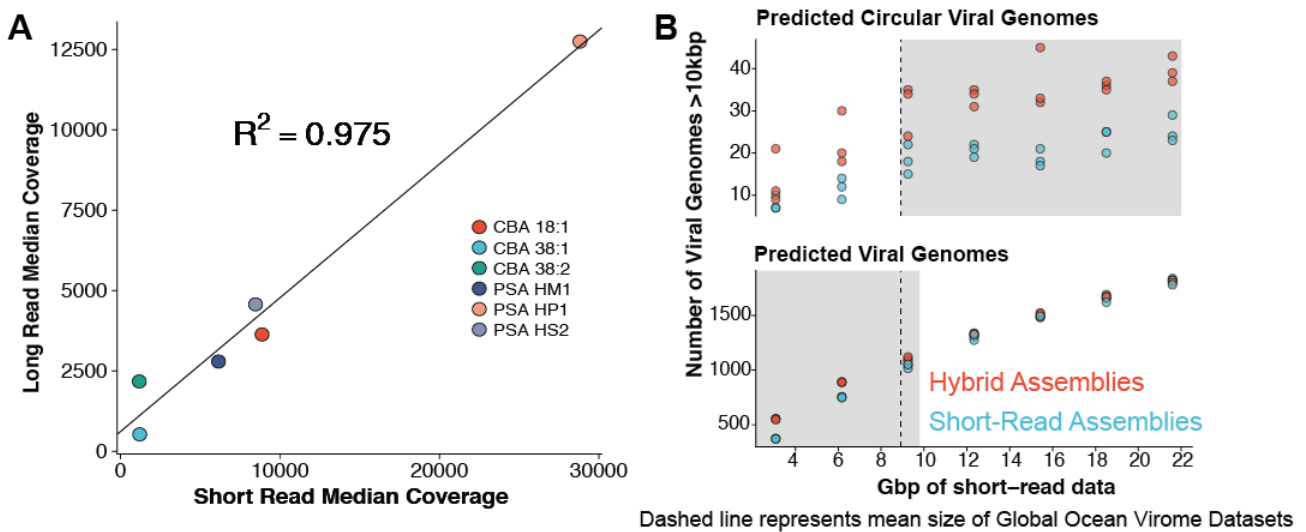 A
Long Read Median Coverage
12500
10000
7500
5000
2500
0
R² = 0.975
CBA 18:1
CBA 38:1
CBA 38:2
PSA HM1
PSA HP1
PSA HS2
0 10000 20000 30000
Short Read Median Coverage
B
Predicted Circular Viral Genomes
Number of Viral Genomes >10kbp
40
30
20
10
Predicted Viral Genomes
1500
1000
500
Hybrid Assemblies
Short-Read Assemblies
4 6 8 10 12 14 16 18 20 22
Gbp of short–read data
Dashed line represents mean size of Global Ocean Virome Datasets